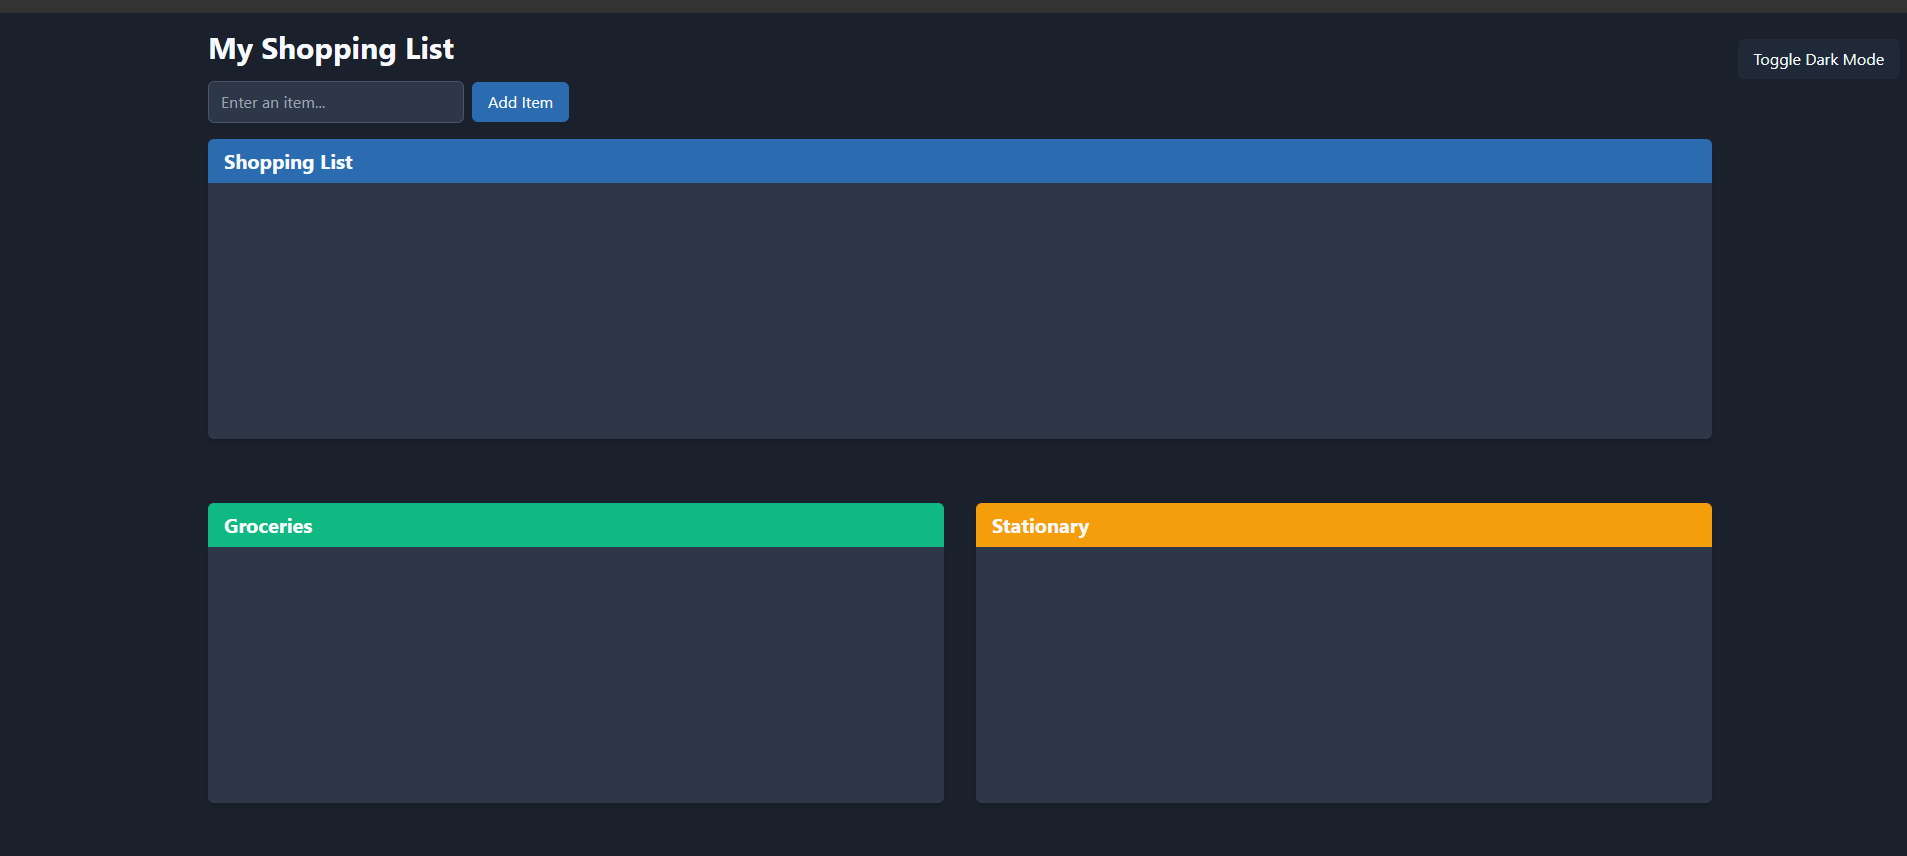 My Shopping List
Toggle Dark Mode
Enter an item...
Add Item
Shopping List
Groceries
Stationary